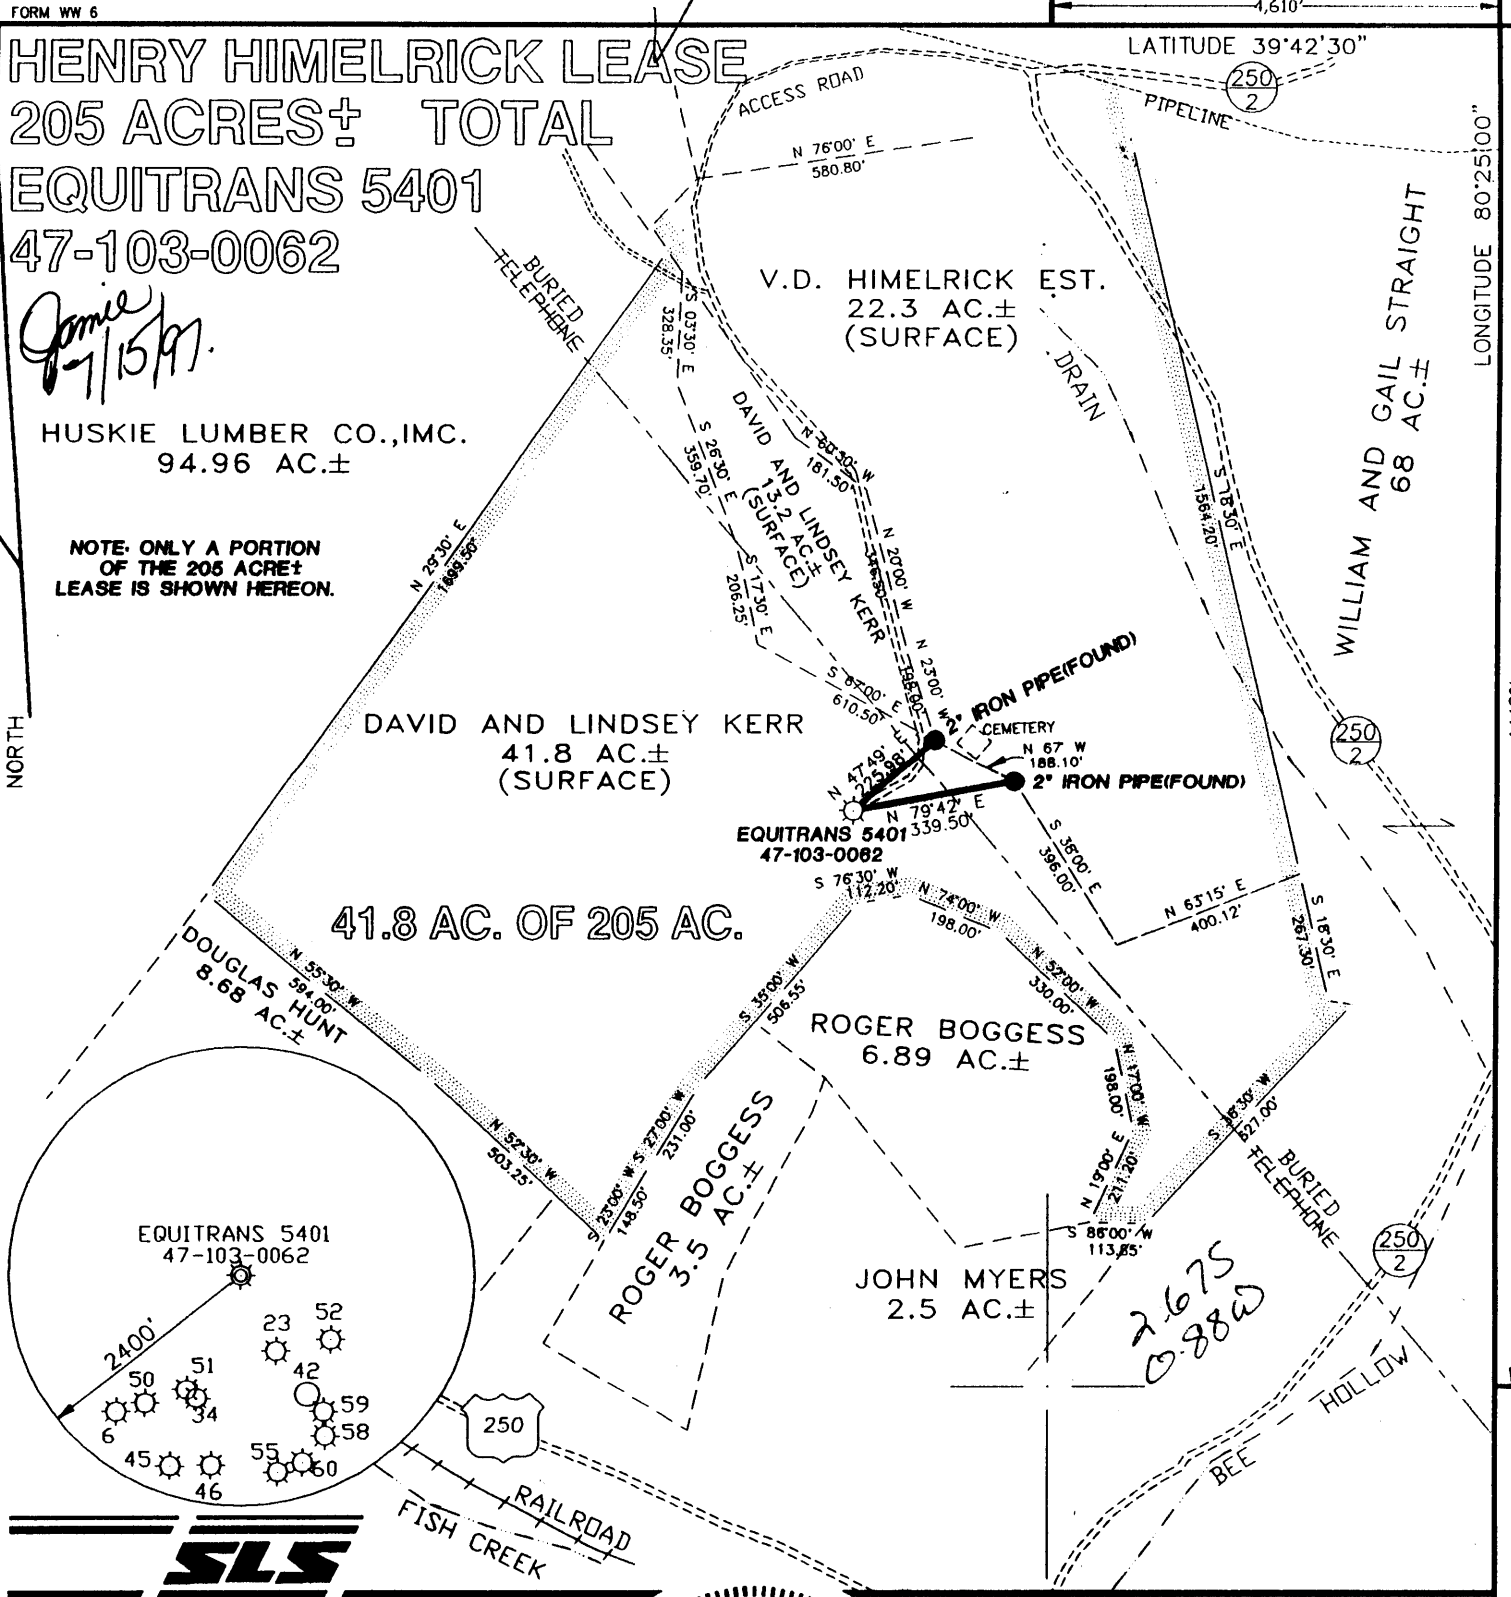 FORM WW 6
4,610'
HENRY HIMELRICK LEASE
205 ACRES± TOTAL
EQUITRANS 5401
47-103-0062
Jamie
7/15/97.
LATITUDE 39°42'30"
250
2
PIPELINE
ACCESS ROAD
N 76°00' E
580.80'
LONGITUDE 80°25'00"
BURIED
TELEPHONE
V.D. HIMELRICK EST.
22.3 AC.±
(SURFACE)
S 03°30' E
328.35'
DRAIN
WILLIAM AND GAIL STRAIGHT
68 AC.±
HUSKIE LUMBER CO.,IMC.
94.96 AC.±
S 26°30' E
359.70'
DAVID AND LINDSEY KERR
13.2 AC.±
(SURFACE)
N 60°30' W
181.50'
S 18°30' E
1564.20'
NOTE: ONLY A PORTION
OF THE 205 ACRE±
LEASE IS SHOWN HEREON.
N 29°30' E
1699.50'
S 17°30' E
206.25'
N 20°00' W
346.50'
N 23°00' W
198.00'
S 67°00' E
610.50'
2" IRON PIPE(FOUND)
CEMETERY
N 67° W
188.10'
2" IRON PIPE(FOUND)
250
2
NORTH
DAVID AND LINDSEY KERR
41.8 AC.±
(SURFACE)
N 47°49' E
225.98'
N 79°42' E
339.50'
EQUITRANS 5401
47-103-0062
S 38°00' E
396.00'
S 76°30' W
112.20'
N 74°00' W
198.00'
N 63°15' E
400.12'
S 18°30' E
267.30'
41.8 AC. OF 205 AC.
DOUGLAS HUNT
8.68 AC.±
N 55°30' W
594.00'
S 35°00' W
506.55'
N 52°00' W
330.00'
ROGER BOGGESS
6.89 AC.±
N 17°00' W
198.00'
S 27°00' W
231.00'
N 52°30' W
503.25'
S 23°00' W
148.50'
ROGER BOGGESS
3.5 AC.±
N 19°00' E
211.20'
S 36°30' W
627.00'
S 86°00' W
113.85'
BURIED
TELEPHONE
250
2
JOHN MYERS
2.5 AC.±
2.67S
0.88W
EQUITRANS 5401
47-103-0062
2400'
23
52
51
50
42
34
59
6
58
45
55
60
46
250
HOLLOW
BEE
RAILROAD
FISH CREEK
SLS